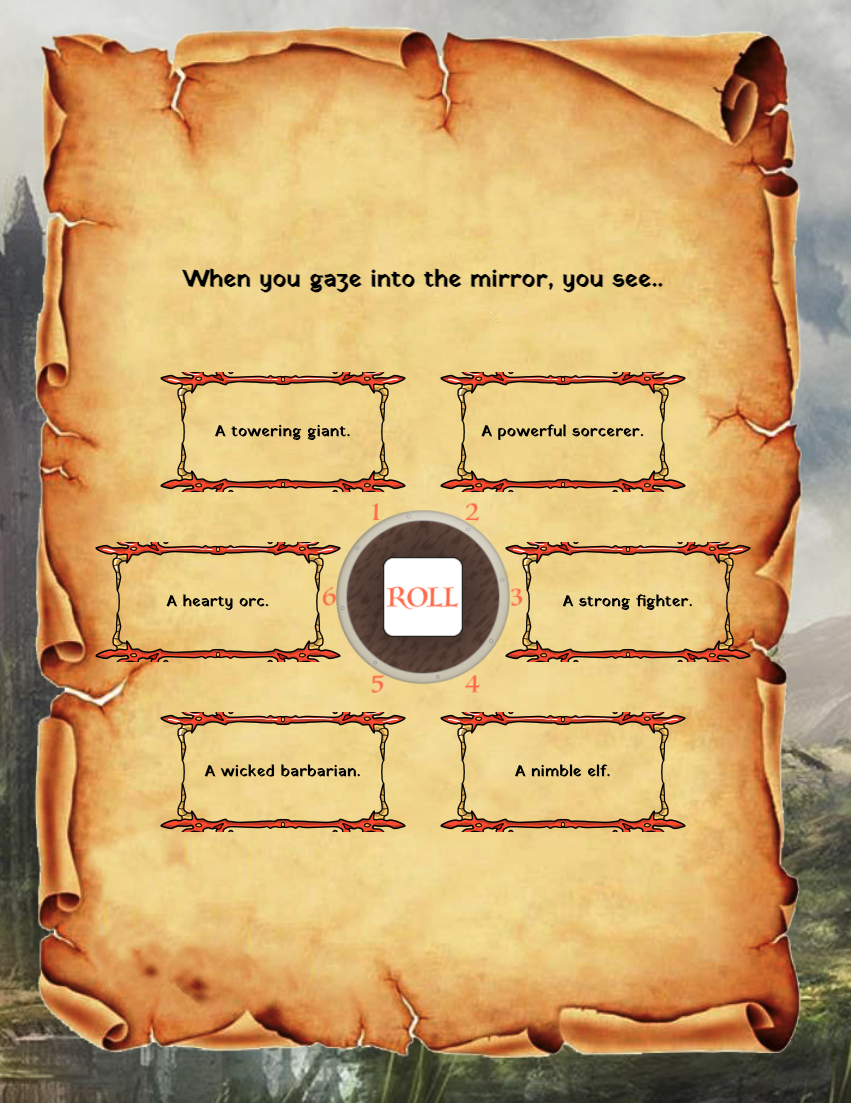 When you gaze into the mirror, you see..
A towering giant.
A powerful sorcerer.
1
2
A hearty orc.
6
ROLL
3
A strong fighter.
5
4
A wicked barbarian.
A nimble elf.